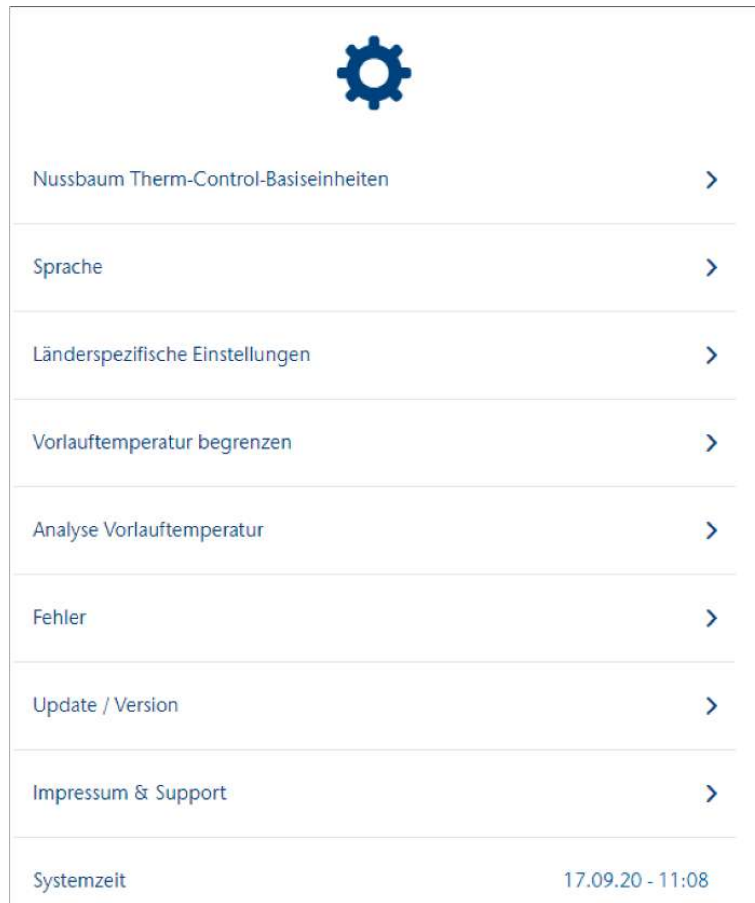 Nussbaum Therm-Control-Basiseinheiten
Sprache
Länderspezifische Einstellungen
Vorlauftemperatur begrenzen
Analyse Vorlauftemperatur
Fehler
Update / Version
Impressum & Support
Systemzeit 17.09.20 - 11:08